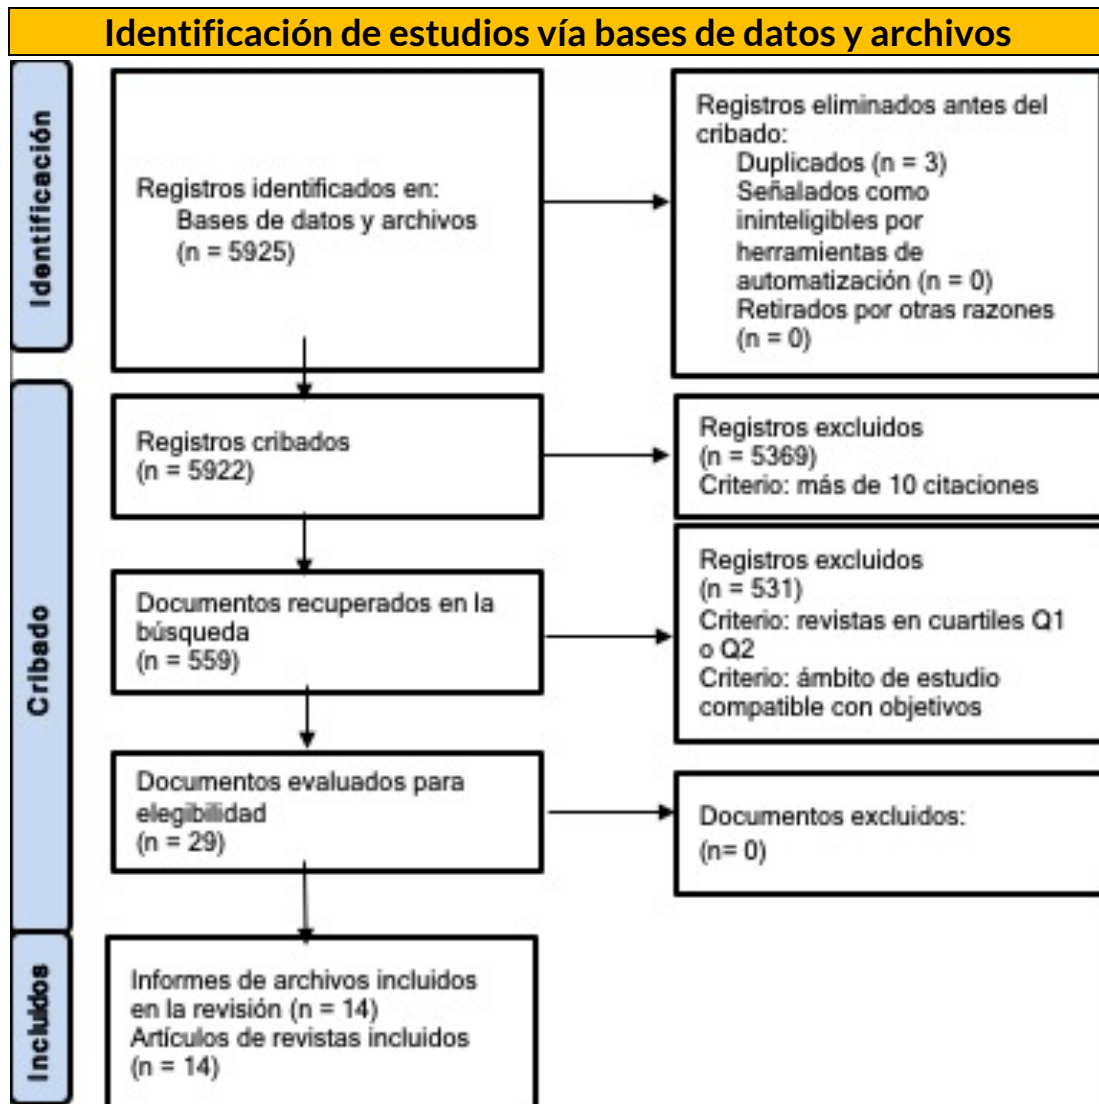 Identificación de estudios vía bases de datos y archivos
Identificación
Registros identificados en:
Bases de datos y archivos
(n = 5925)
Registros eliminados antes del
cribado:
Duplicados (n = 3)
Señalados como
ininteligibles por
herramientas de
automatización (n = 0)
Retirados por otras razones
(n = 0)
Cribado
Registros cribados
(n = 5922)
Registros excluidos
(n = 5369)
Criterio: más de 10 citaciones
Documentos recuperados en la
búsqueda
(n = 559)
Registros excluidos
(n = 531)
Criterio: revistas en cuartiles Q1
o Q2
Criterio: ámbito de estudio
compatible con objetivos
Documentos evaluados para
elegibilidad
(n = 29)
Documentos excluidos:
(n= 0)
Incluidos
Informes de archivos incluidos
en la revisión (n = 14)
Artículos de revistas incluidos
(n = 14)